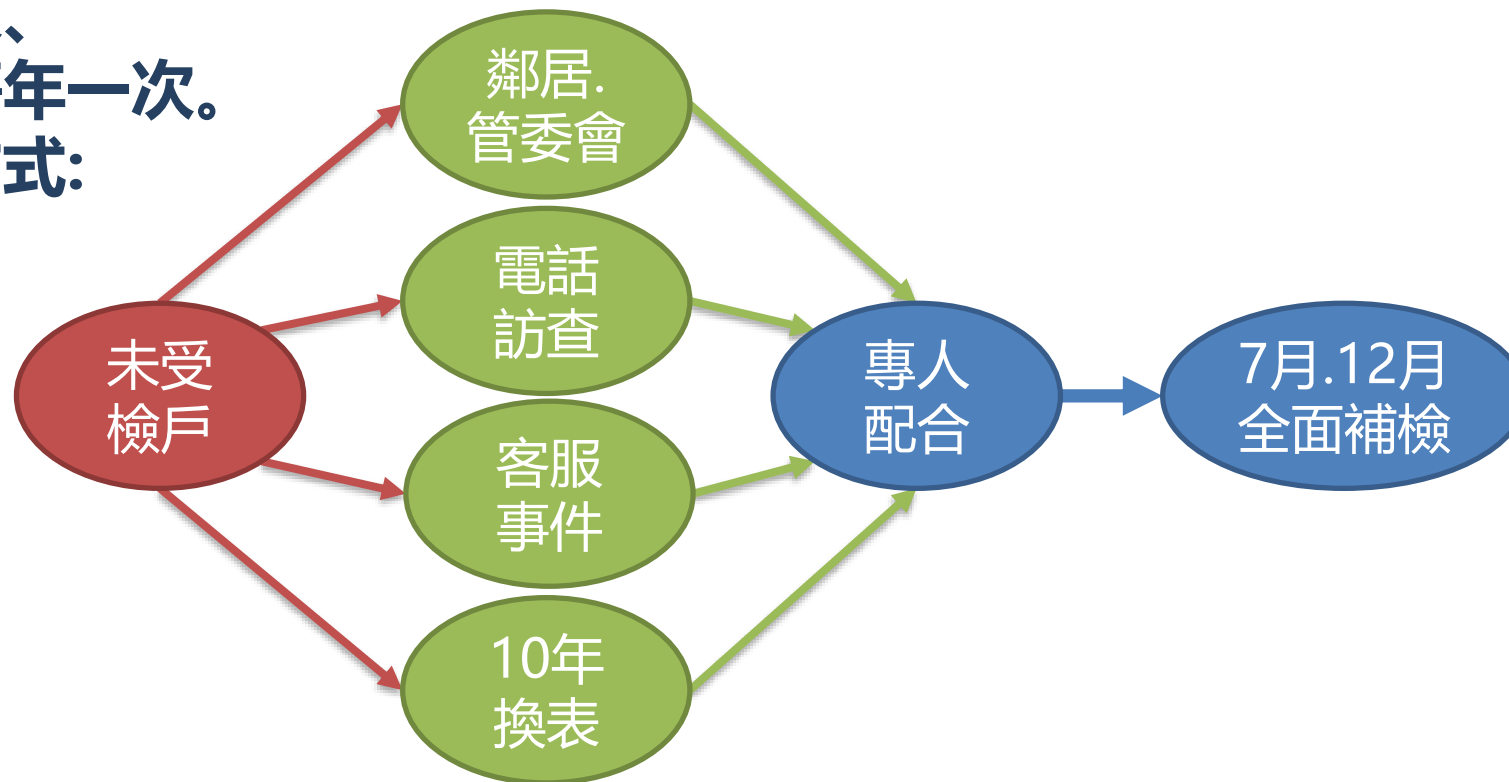 、
年一次。
式:
鄰居.
管委會
電話
訪查
未受
檢戶
專人
配合
7月.12月
全面補檢
客服
事件
10年
換表